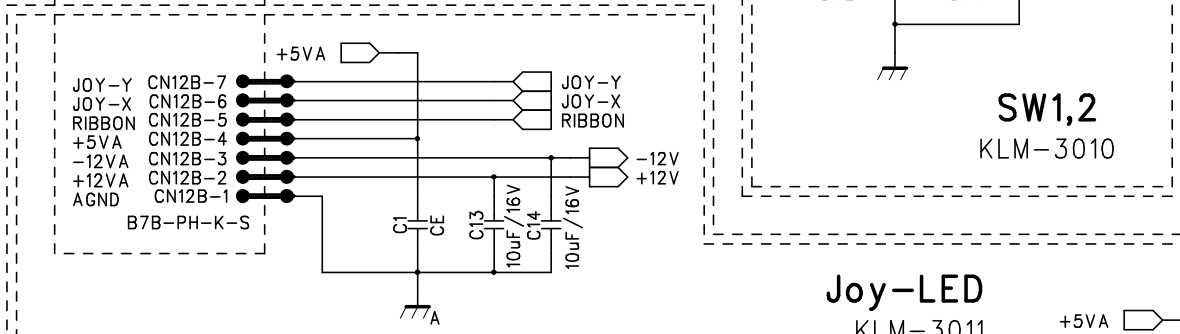 +5VA
JOY-Y CN12B-7 JOY-Y
JOY-X CN12B-6 JOY-X
RIBBON CN12B-5 RIBBON
+5VA CN12B-4
-12VA CN12B-3 -12V
+12VA CN12B-2 +12V
AGND CN12B-1
B7B-PH-K-S
C1
CE
C13
10uF/16V
C14
10uF/16V
A
SW1,2
KLM-3010
Joy-LED
KLM-3011
+5VA